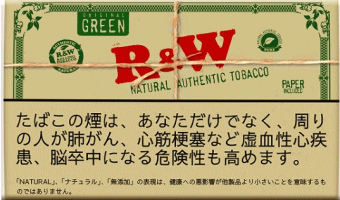 ORIGINAL
GREEN
R&W
R&W
NATURAL AUTHENTIC TOBACCO
PAPER
INCLUDED
たばこの煙は、あなただけでなく、周り
の人が肺がん、心筋梗塞など虚血性心疾
患、脳卒中になる危険性も高めます。
「NATURAL」、「ナチュラル」、「無添加」の表現は、健康への悪影響が他製品より小さいことを意味するも
のではありません。